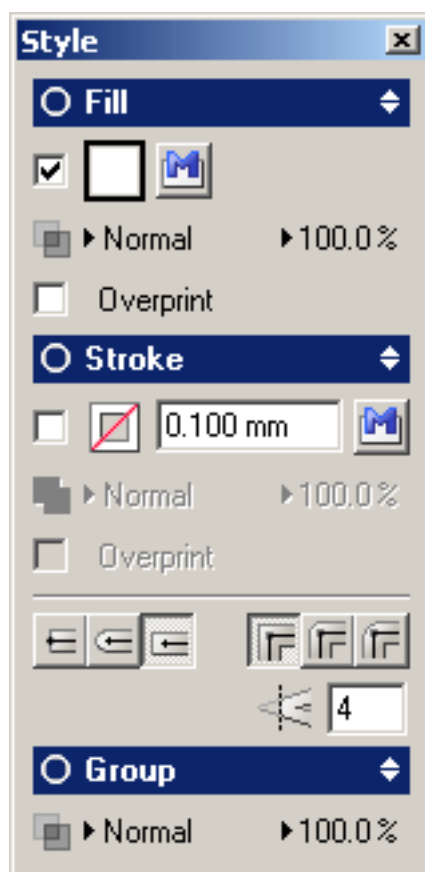 Style
Fill
Normal 100.0%
Overprint
Stroke
0.100 mm
Normal 100.0%
Overprint
4
Group
Normal 100.0%